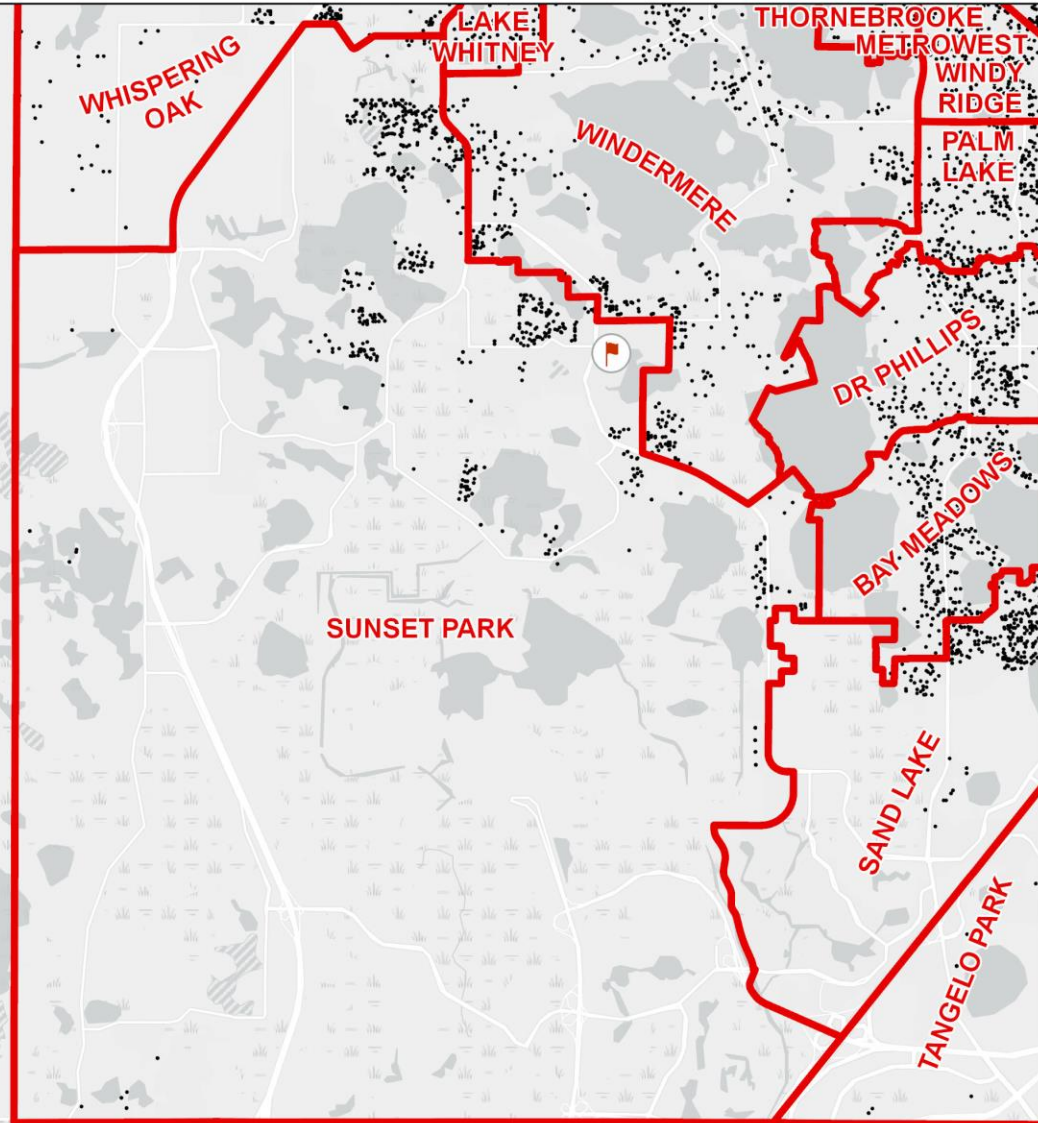 WHISPERING
OAK
LAKE
WHITNEY
THORNEBROOKE
METROWEST
WINDY
RIDGE
PALM
LAKE
WINDERMERE
DR PHILLIPS
BAY MEADOWS
SUNSET PARK
SAND LAKE
TANGELO PARK